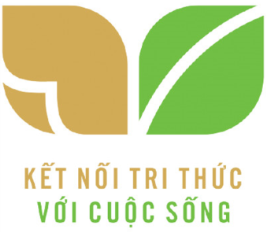 KẾT NỐI TRI THỨC
VỚI CUỘC SỐNG